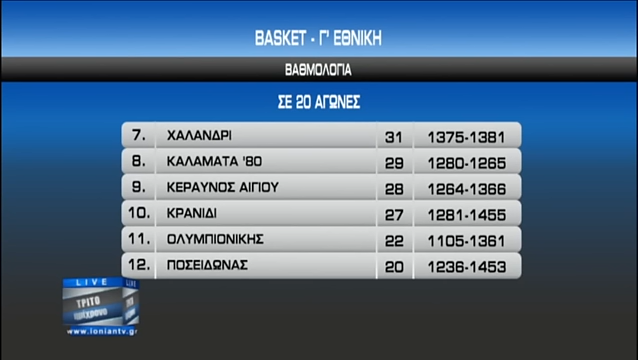 BASKET - Γ' ΕΘΝΙΚΗ
ΒΑΘΜΟΛΟΓΙΑ
ΣΕ 20 ΑΓΩΝΕΣ
7. ΧΑΛΑΝΔΡΙ 31 1375-1381
8. ΚΑΛΑΜΑΤΑ '80 29 1280-1265
9. ΚΕΡΑΥΝΟΣ ΑΙΓΙΟΥ 28 1264-1366
10. ΚΡΑΝΙΔΙ 27 1281-1455
11. ΟΛΥΜΠΙΟΝΙΚΗΣ 22 1105-1361
12. ΠΟΣΕΙΔΩΝΑΣ 20 1236-1453
LIVE LIVE
ΤΡΙΤΟ
ημίχρονο
www.ioniantv.gr